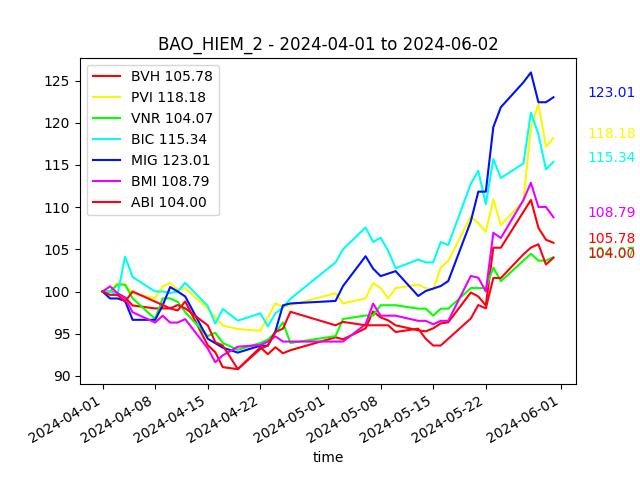 BAO_HIEM_2 - 2024-04-01 to 2024-06-02
BVH 105.78
PVI 118.18
VNR 104.07
BIC 115.34
MIG 123.01
BMI 108.79
ABI 104.00
125
120
115
110
105
100
95
90
123.01
118.18
115.34
108.79
105.78
104.00
2024-04-01
2024-04-08
2024-04-15
2024-04-22
2024-05-01
2024-05-08
2024-05-15
2024-05-22
2024-06-01
time